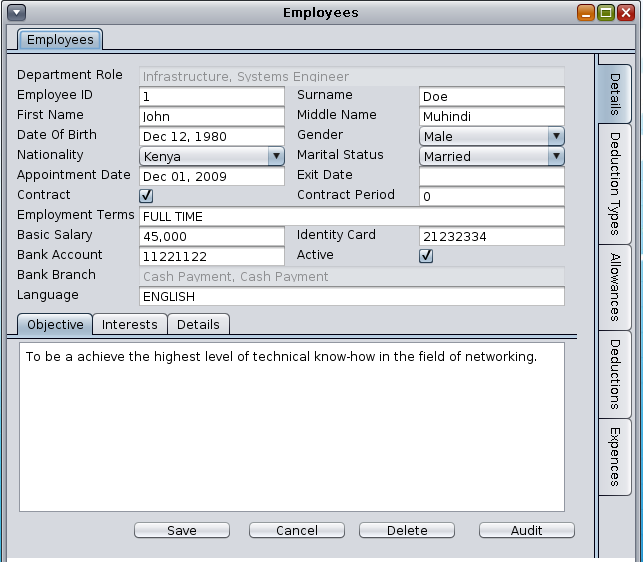 Employees
Employees
Department Role Infrastructure, Systems Engineer
Employee ID 1 Surname Doe
First Name John Middle Name Muhindi
Date Of Birth Dec 12, 1980 Gender Male
Nationality Kenya Marital Status Married
Appointment Date Dec 01, 2009 Exit Date
Contract Contract Period 0
Employment Terms FULL TIME
Basic Salary 45,000 Identity Card 21232334
Bank Account 11221122 Active
Bank Branch Cash Payment, Cash Payment
Language ENGLISH
Objective Interests Details
To be a achieve the highest level of technical know-how in the field of networking.
Save Cancel Delete Audit
Details
Deduction Types
Allowances
Deductions
Expences